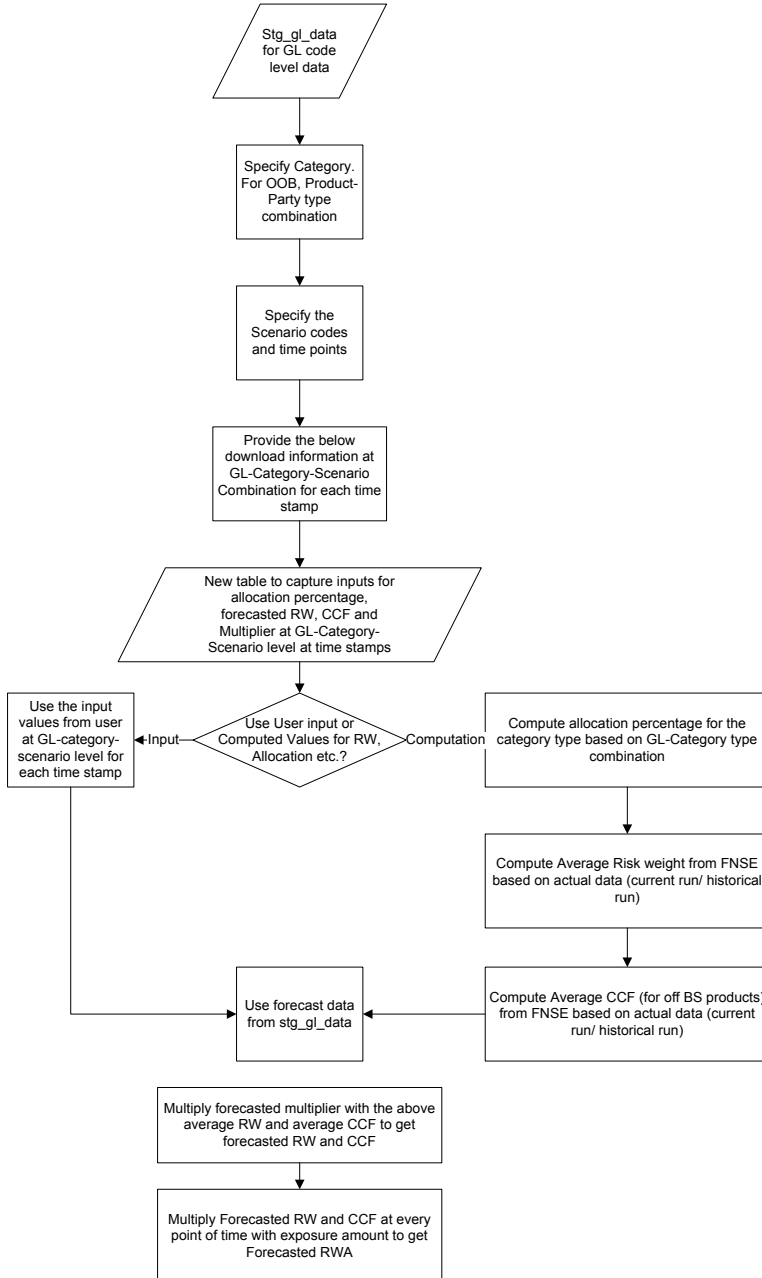 Stg_gl_data
for GL code
level data
Specify Category.
For OOB, Product-
Party type
combination
Specify the
Scenario codes
and time points
Provide the below
download information at
GL-Category-Scenario
Combination for each time
stamp
New table to capture inputs for
allocation percentage,
forecasted RW, CCF and
Multiplier at GL-Category-
Scenario level at time stamps
Use the input
values from user
at GL-category-
scenario level for
each time stamp
Input
Use User input or
Computed Values for RW,
Allocation etc.?
Computation
Compute allocation percentage for the
category type based on GL-Category type
combination
Compute Average Risk weight from FNSE
based on actual data (current run/ historical
run)
Use forecast data
from stg_gl_data
Compute Average CCF (for off BS products)
from FNSE based on actual data (current
run/ historical run)
Multiply forecasted multiplier with the above
average RW and average CCF to get
forecasted RW and CCF
Multiply Forecasted RW and CCF at every
point of time with exposure amount to get
Forecasted RWA